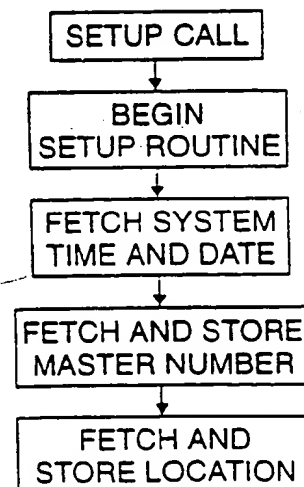 SETUP CALL
BEGIN
SETUP ROUTINE
FETCH SYSTEM
TIME AND DATE
FETCH AND STORE
MASTER NUMBER
FETCH AND
STORE LOCATION